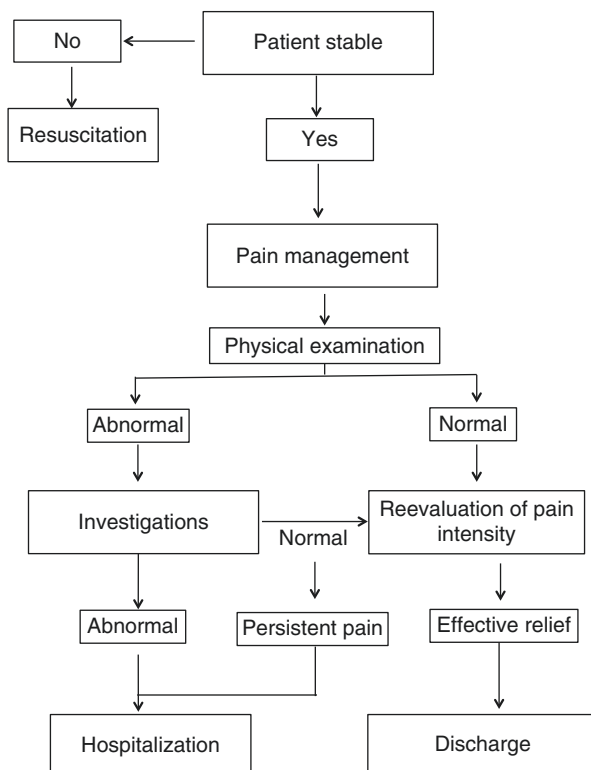 No
Patient stable
Resuscitation
Yes
Pain management
Physical examination
Abnormal
Normal
Investigations
Normal
Reevaluation of pain
intensity
Abnormal
Persistent pain
Effective relief
Hospitalization
Discharge